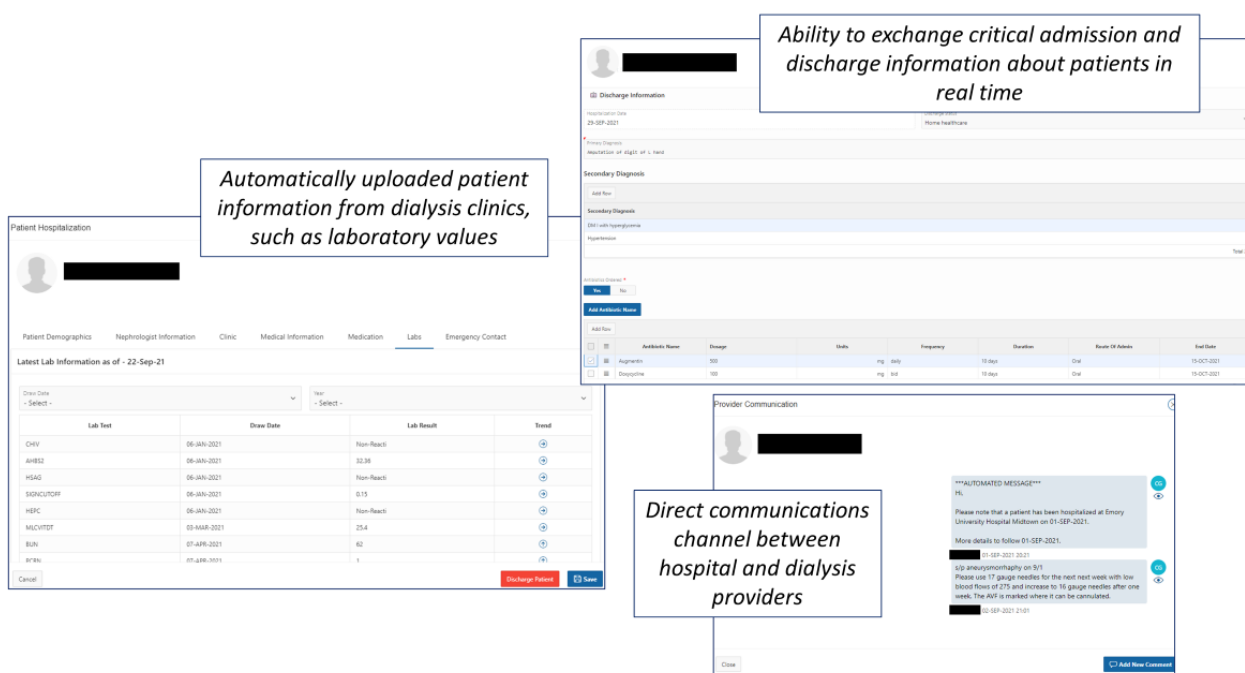 Ability to exchange critical admission and
discharge information about patients in
real time
Discharge Information
Hospitalization Date
29-SEP-2021
Home healthcare
Primary Diagnosis
Amputation of digit of L hand
Secondary Diagnosis
Add Row
Secondary Diagnosis
DM1 with hyperglycemia
Hypertension
Total
Antibiotics Ordered *
Yes No
Add Antibiotic Name
Add Row
Antibiotic Name Dosage Units Frequency Duration Route Of Admin End Date
Augmentin 500 mg daily 10 days Oral 15-OCT-2021
Doxycycline 100 mg bid 10 days Oral 15-OCT-2021
Automatically uploaded patient
information from dialysis clinics,
such as laboratory values
Patient Hospitalization
Patient Demographics Nephrologist Information Clinic Medical Information Medication Labs Emergency Contact
Latest Lab Information as of - 22-Sep-21
Draw Date Year
- Select - - Select -
Lab Test Draw Date Lab Result Trend
CHIV 06-JAN-2021 Non-Reacti
AHBS2 06-JAN-2021 32.36
HSAG 06-JAN-2021 Non-Reacti
SIGNCUTOFF 06-JAN-2021 0.15
HEPC 06-JAN-2021 Non-Reacti
MLCVITDT 03-MAR-2021 25.4
BUN 07-APR-2021 62
07-APR-2021 1
Cancel Discharge Patient Save
Provider Communication
Direct communications
channel between
hospital and dialysis
providers
***AUTOMATED MESSAGE***
Hi,
Please note that a patient has been hospitalized at Emory
University Hospital Midtown on 01-SEP-2021.
More details to follow 01-SEP-2021.
01-SEP-2021 20:21
s/p aneurysmorrhaphy on 9/1
Please use 17 gauge needles for the next next week with low
blood flows of 275 and increase to 16 gauge needles after one
week. The AVF is marked where it can be cannulated.
02-SEP-2021 21:01
Close Add New Comment